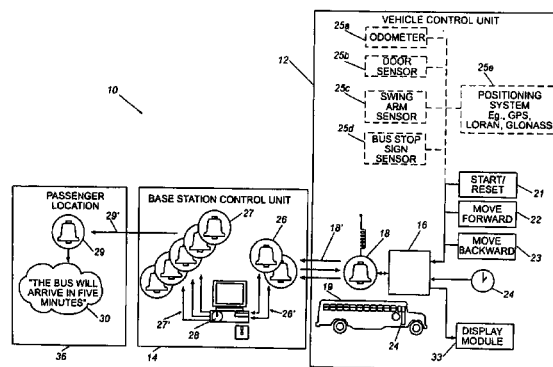 VEHICLE CONTROL UNIT
25a
ODOMETER
12
25b
DOOR
SENSOR
25e
10
25c
SWING
ARM
SENSOR
POSITIONING
SYSTEM
Eg., GPS,
LORAN, GLONASS
25d
BUS STOP
SIGN
SENSOR
START/
RESET
21
PASSENGER
LOCATION
BASE STATION CONTROL UNIT
29'
27
26
18'
18
16
MOVE
FORWARD
22
29
MOVE
BACKWARD
23
19
24
"THE BUS WILL
ARRIVE IN FIVE
MINUTES"
30
27'
28
26'
24
DISPLAY
MODULE
36
14
33